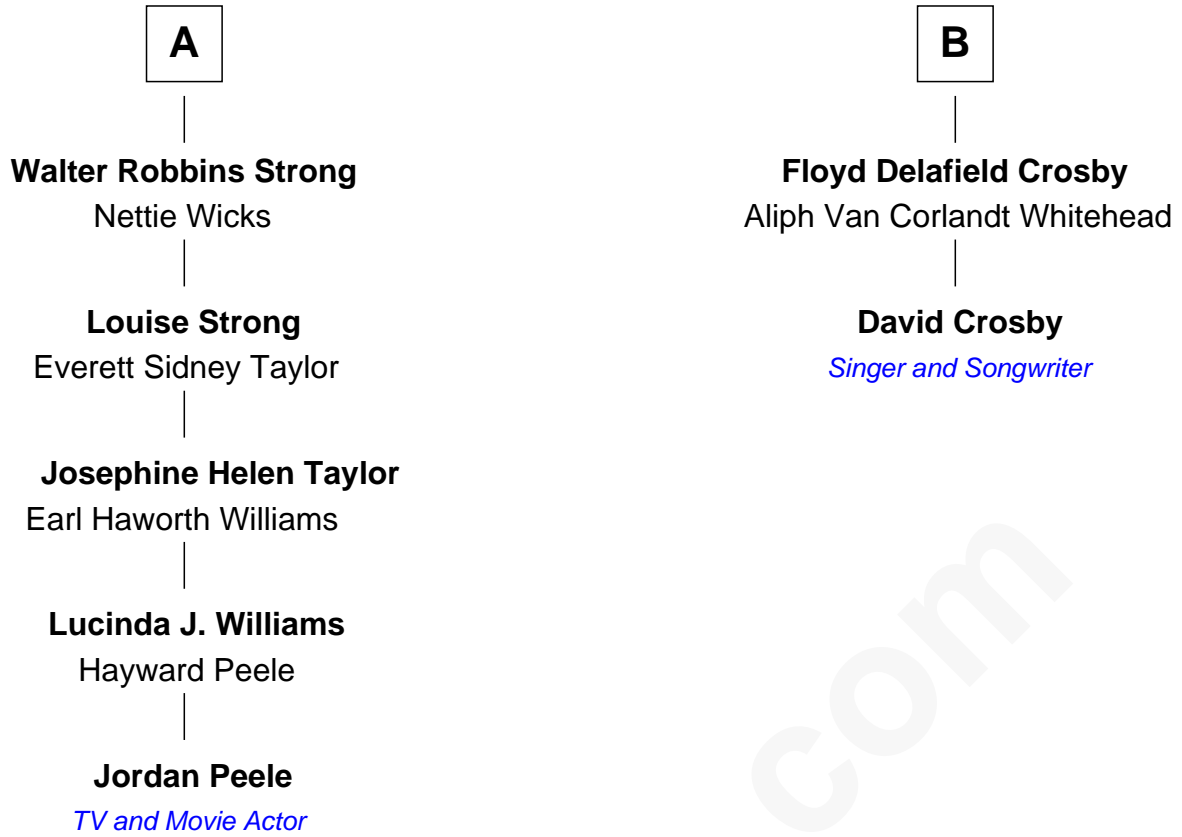 A
Walter Robbins Strong
Nettie Wicks
Louise Strong
Everett Sidney Taylor
Josephine Helen Taylor
Earl Haworth Williams
Lucinda J. Williams
Hayward Peele
Jordan Peele
TV and Movie Actor
B
Floyd Delafield Crosby
Aliph Van Corlandt Whitehead
David Crosby
Singer and Songwriter
com